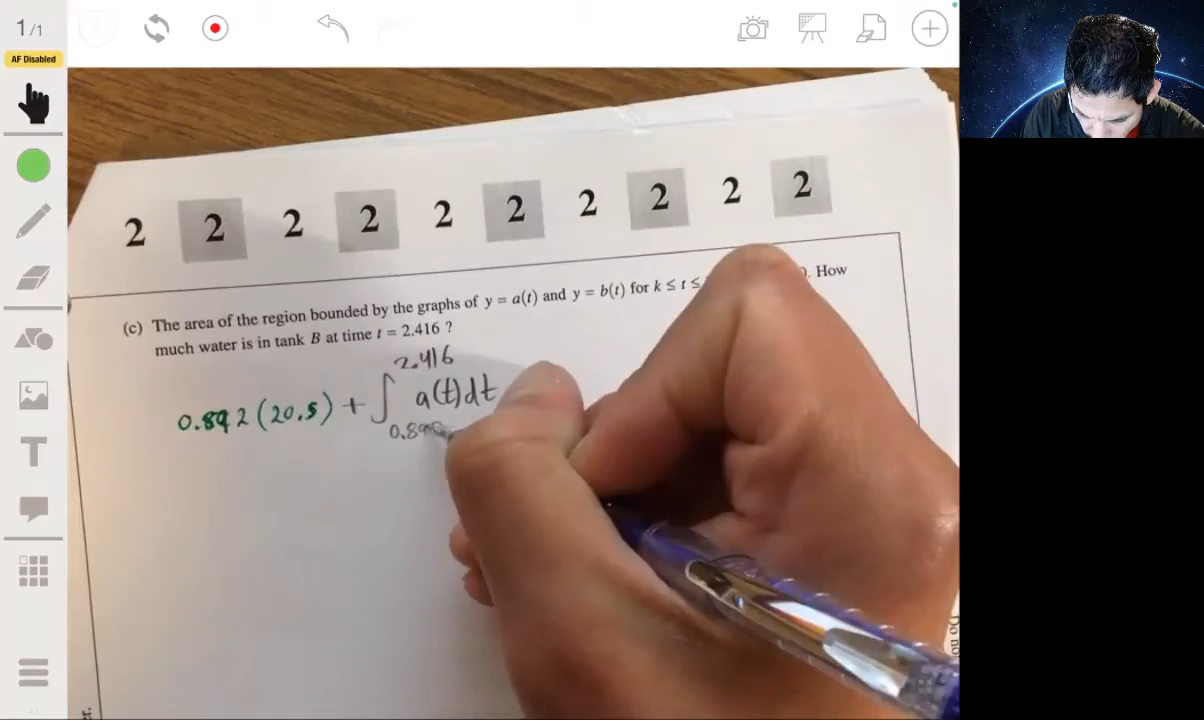 1/1
AF Disabled
T
2 2 2 2 2 2 2 2 2 2
(c) The area of the region bounded by the graphs of y = a(t) and y = b(t) for k ≤ t ≤ How
much water is in tank B at time t = 2.416 ?
2.416
0.892 (20.5) + ∫ a(t)dt